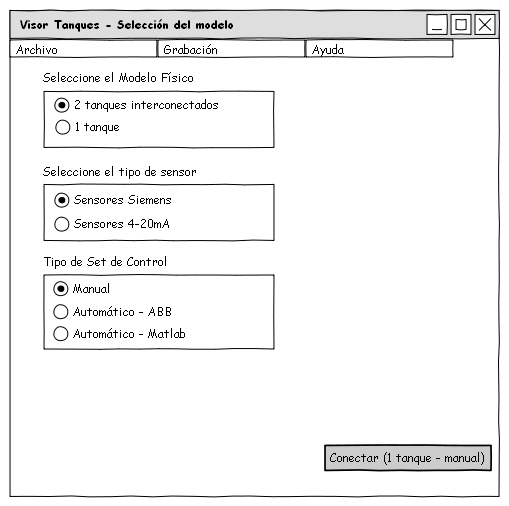 Visor Tanques - Selección del modelo
Archivo Grabación Ayuda
Seleccione el Modelo Físico
2 tanques interconectados
1 tanque
Seleccione el tipo de sensor
Sensores Siemens
Sensores 4-20mA
Tipo de Set de Control
Manual
Automático - ABB
Automático - Matlab
Conectar (1 tanque - manual)